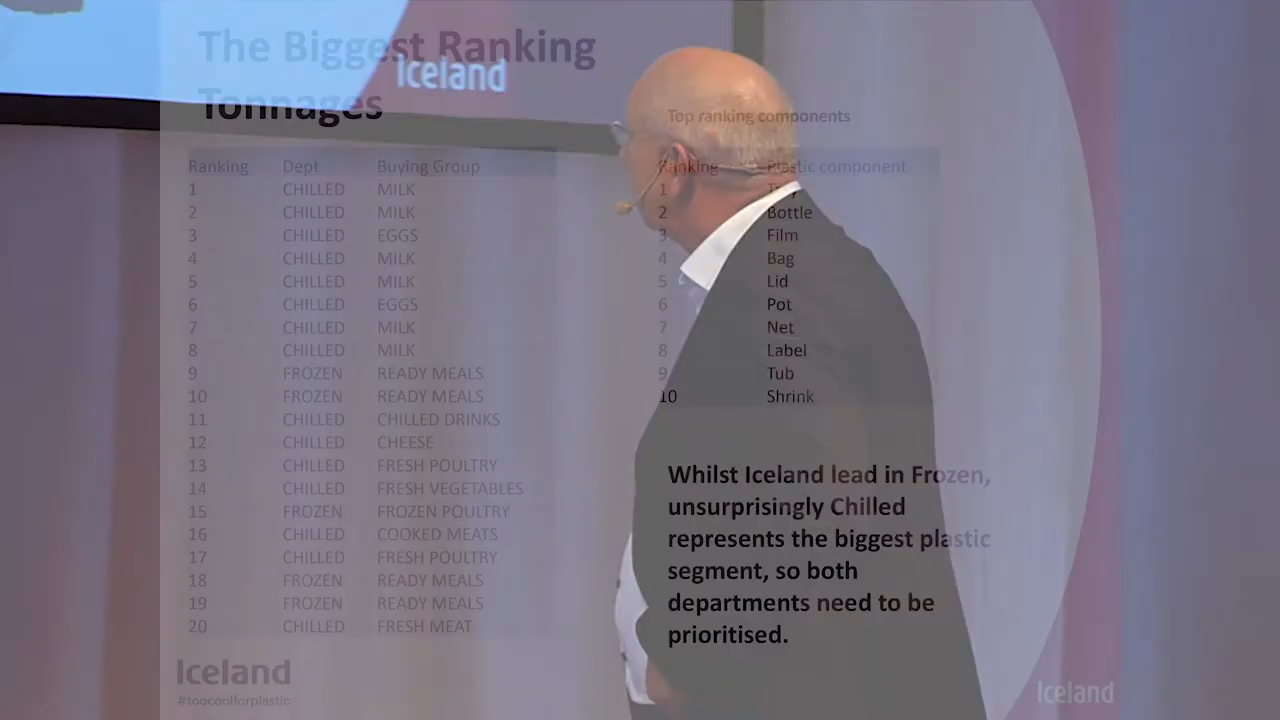 The Biggest Ranking
Tonnages
Iceland
Ranking Dept Buying Group
1 CHILLED MILK
2 CHILLED MILK
3 CHILLED EGGS
4 CHILLED MILK
5 CHILLED MILK
6 CHILLED EGGS
7 CHILLED MILK
8 CHILLED MILK
9 FROZEN READY MEALS
10 FROZEN READY MEALS
11 CHILLED CHILLED DRINKS
12 CHILLED CHEESE
13 CHILLED FRESH POULTRY
14 CHILLED FRESH VEGETABLES
15 FROZEN FROZEN POULTRY
16 CHILLED COOKED MEATS
17 CHILLED FRESH POULTRY
18 FROZEN READY MEALS
19 FROZEN READY MEALS
20 CHILLED FRESH MEAT
Top ranking components
Ranking Plastic component
1 Tray
2 Bottle
3 Film
4 Bag
5 Lid
6 Pot
7 Net
8 Label
9 Tub
10 Shrink
Whilst Iceland lead in Frozen,
unsurprisingly Chilled
represents the biggest plastic
segment, so both
departments need to be
prioritised.
Iceland
#toocoolforplastic
Iceland